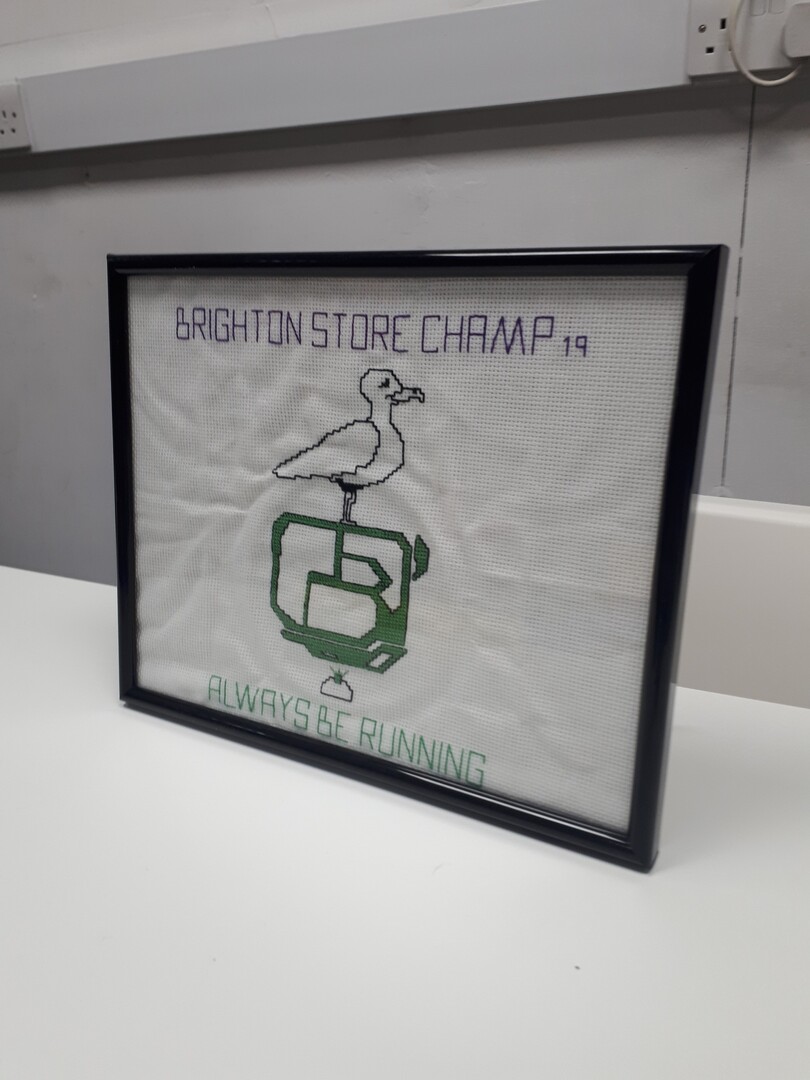 BRIGHTON STORE CHAMP 19
ALWAYS BE RUNNING